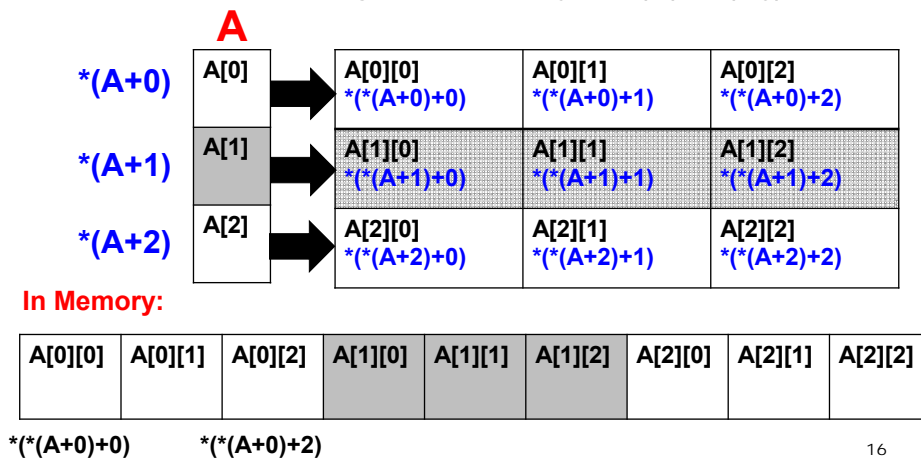 A
*(A+0) A[0] A[0][0] A[0][1] A[0][2]
*(*(A+0)+0) *(*(A+0)+1) *(*(A+0)+2)
*(A+1) A[1] A[1][0] A[1][1] A[1][2]
*(*(A+1)+0) *(*(A+1)+1) *(*(A+1)+2)
*(A+2) A[2] A[2][0] A[2][1] A[2][2]
*(*(A+2)+0) *(*(A+2)+1) *(*(A+2)+2)
In Memory:
A[0][0] A[0][1] A[0][2] A[1][0] A[1][1] A[1][2] A[2][0] A[2][1] A[2][2]
*(*(A+0)+0) *(*(A+0)+2)
16